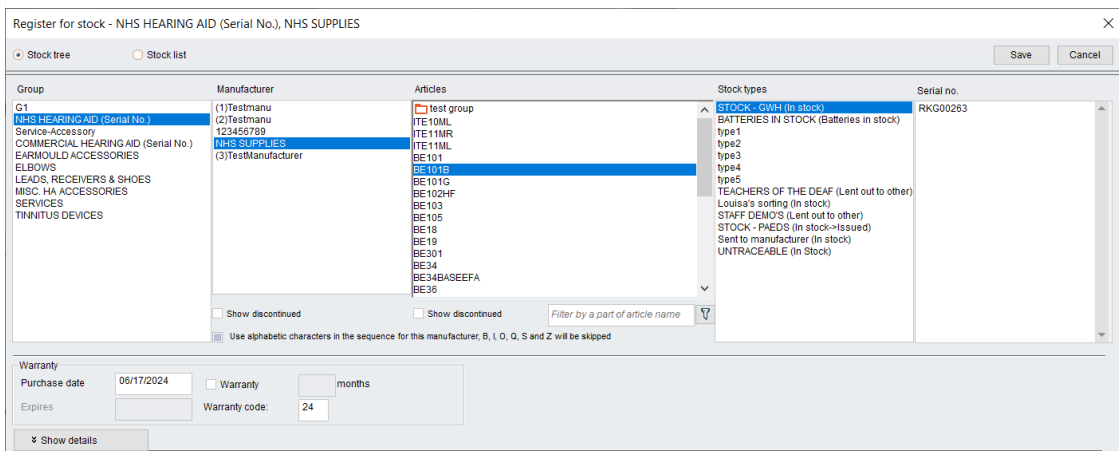 Register for stock - NHS HEARING AID (Serial No.), NHS SUPPLIES
Stock tree
Stock list
Save
Cancel
Group
G1
NHS HEARING AID (Serial No.)
Service-Accessory
COMMERCIAL HEARING AID (Serial No.)
EARMOULD ACCESSORIES
ELBOWS
LEADS, RECEIVERS & SHOES
MISC. HA ACCESSORIES
SERVICES
TINNITUS DEVICES
Manufacturer
(1)Testmanu
(2)Testmanu
123456789
NHS SUPPLIES
(3)TestManufacturer
Articles
test group
ITE10ML
ITE11MR
ITE11ML
BE101
BE101B
BE101G
BE102HF
BE103
BE105
BE18
BE19
BE301
BE34
BE34BASEEFA
BE36
Stock types
STOCK - GWH (In stock)
BATTERIES IN STOCK (Batteries in stock)
type1
type2
type3
type4
type5
TEACHERS OF THE DEAF (Lent out to other)
Louisa's sorting (In stock)
STAFF DEMO'S (Lent out to other)
STOCK - PAEDS (In stock->Issued)
Sent to manufacturer (In stock)
UNTRACEABLE (In Stock)
Serial no.
RKG00263
Show discontinued
Show discontinued
Filter by a part of article name
Use alphabetic characters in the sequence for this manufacturer, B, I, O, Q, S and Z will be skipped
Warranty
Purchase date
06/17/2024
Warranty
months
Expires
Warranty code:
24
Show details